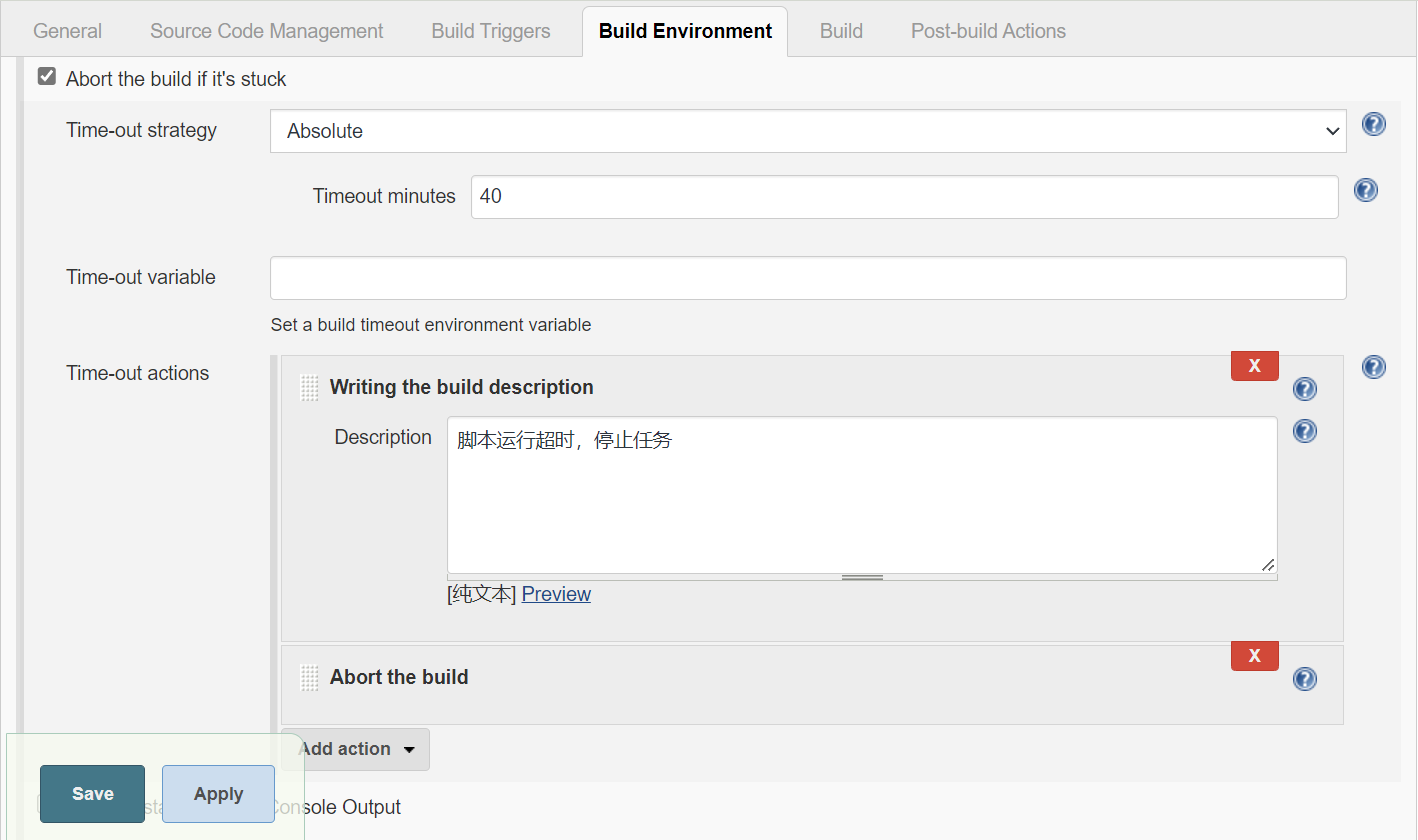 General Source Code Management Build Triggers Build Environment Build Post-build Actions
Abort the build if it's stuck
Time-out strategy Absolute
Timeout minutes 40
Time-out variable
Set a build timeout environment variable
Time-out actions
X
Writing the build description
Description 脚本运行超时，停止任务
[纯文本] Preview
X
Abort the build
Add action
Save Apply
Console Output